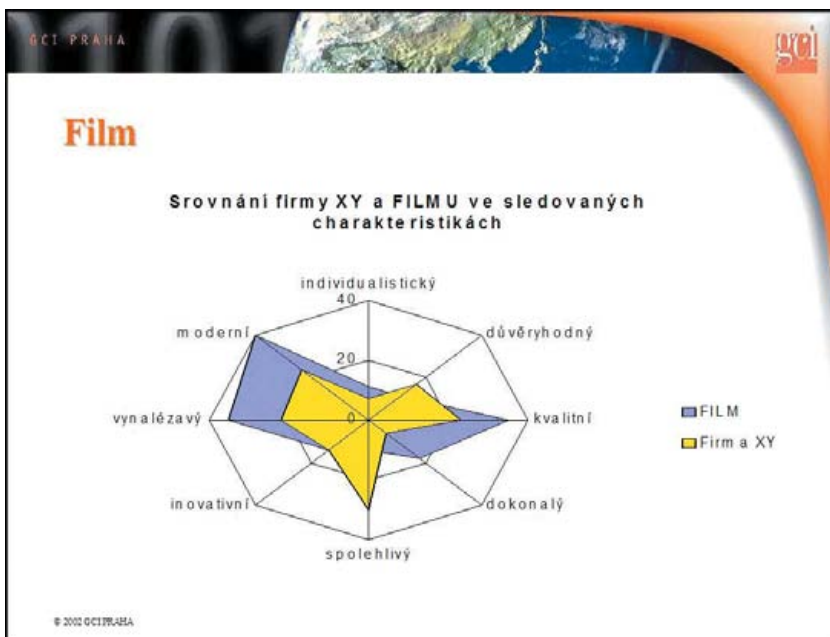 GCI PRAHA
gci
Film
Srovnání firmy XY a FILMU ve sledovaných
charakteristikách
individualistický
40
moderní
důvěryhodný
20
vynalézavý
0
kvalitní
FILM
Firma XY
inovativní
dokonalý
spolehlivý
© 2002 GCI PRAHA